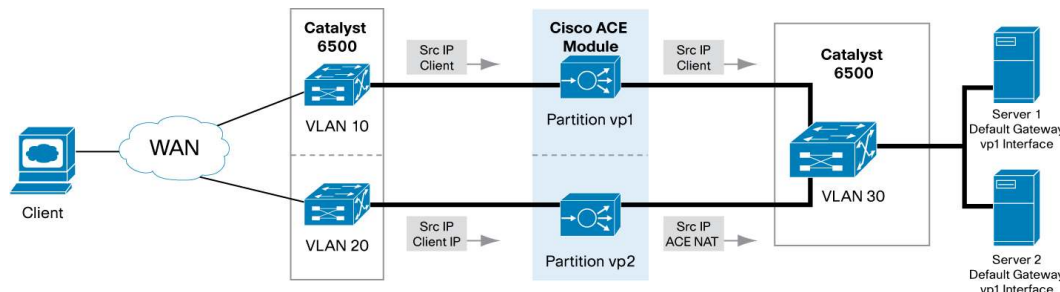 Catalyst
6500
Src IP
Client
Cisco ACE
Module
Src IP
Client
Catalyst
6500
VLAN 10
Partition vp1
Server 1
Default Gateway
vp1 Interface
WAN
Client
VLAN 30
VLAN 20
Src IP
Client IP
Partition vp2
Src IP
ACE NAT
Server 2
Default Gateway
vp1 Interface